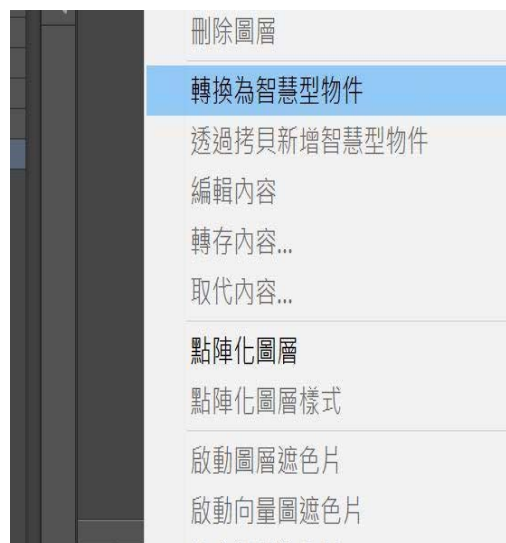 刪除圖層
轉換為智慧型物件
透過拷貝新增智慧型物件
編輯內容
轉存內容...
取代內容...
點陣化圖層
點陣化圖層樣式
啟動圖層遮色片
啟動向量圖遮色片